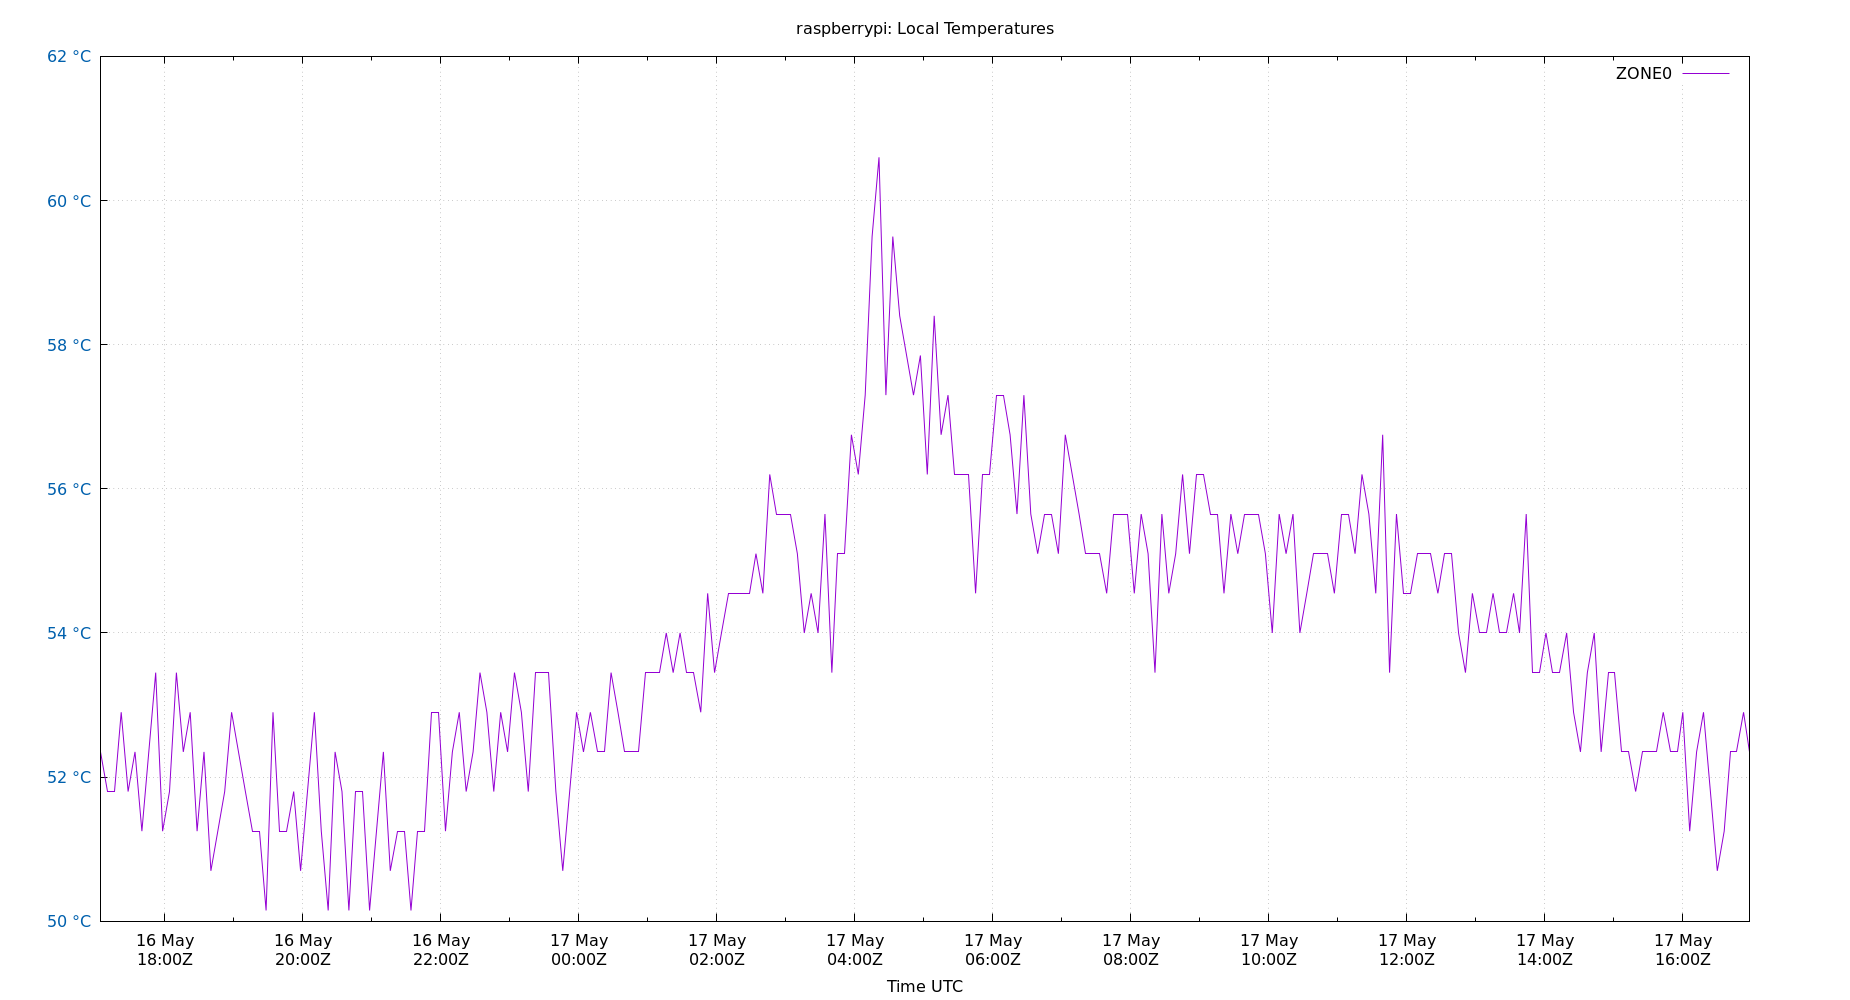 raspberrypi: Local Temperatures
62 °C
ZONE0
60 °C
58 °C
56 °C
54 °C
52 °C
50 °C
16 May 16 May 16 May 17 May 17 May 17 May 17 May 17 May 17 May 17 May 17 May 17 May
18:00Z 20:00Z 22:00Z 00:00Z 02:00Z 04:00Z 06:00Z 08:00Z 10:00Z 12:00Z 14:00Z 16:00Z
Time UTC